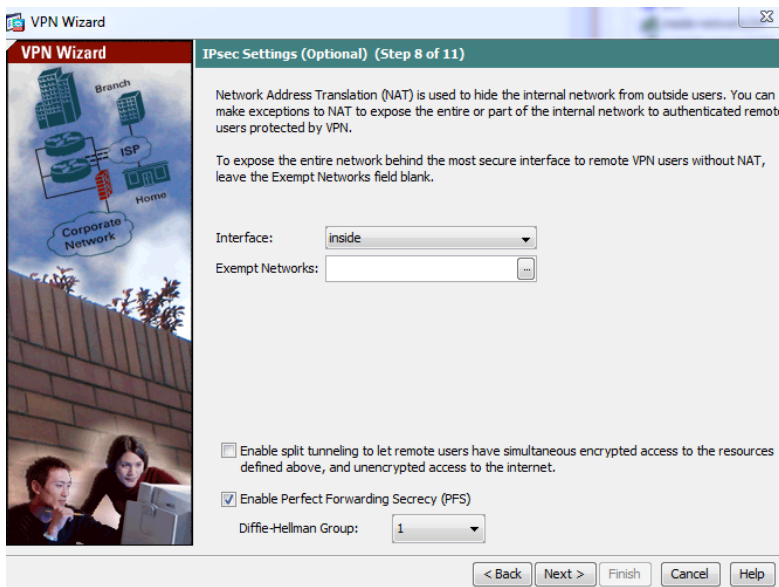 VPN Wizard
VPN Wizard
Branch
ISP
Home
Corporate
Network
IPsec Settings (Optional) (Step 8 of 11)
Network Address Translation (NAT) is used to hide the internal network from outside users. You can
make exceptions to NAT to expose the entire or part of the internal network to authenticated remot
users protected by VPN.
To expose the entire network behind the most secure interface to remote VPN users without NAT,
leave the Exempt Networks field blank.
Interface: inside
Exempt Networks: ...
Enable split tunneling to let remote users have simultaneous encrypted access to the resources
defined above, and unencrypted access to the internet.
Enable Perfect Forwarding Secrecy (PFS)
Diffie-Hellman Group: 1
< Back Next > Finish Cancel Help